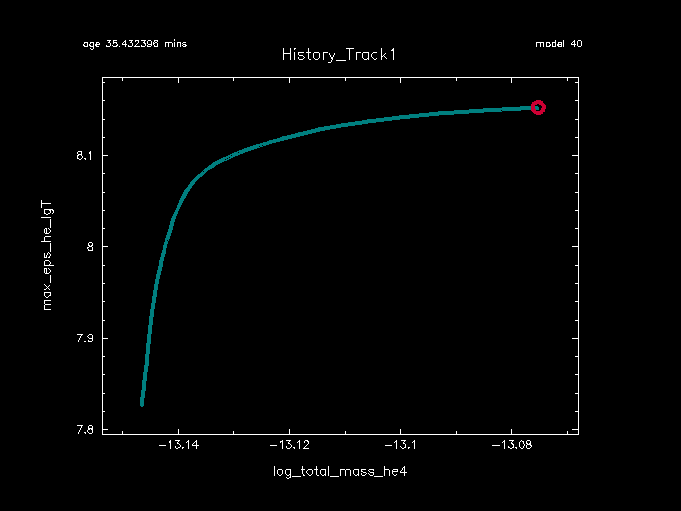 age 35.432396 mins
model 40
History_Track1
8.1
8
7.9
7.8
max_eps_he_lgT
−13.14
−13.12
−13.1
−13.08
log_total_mass_he4